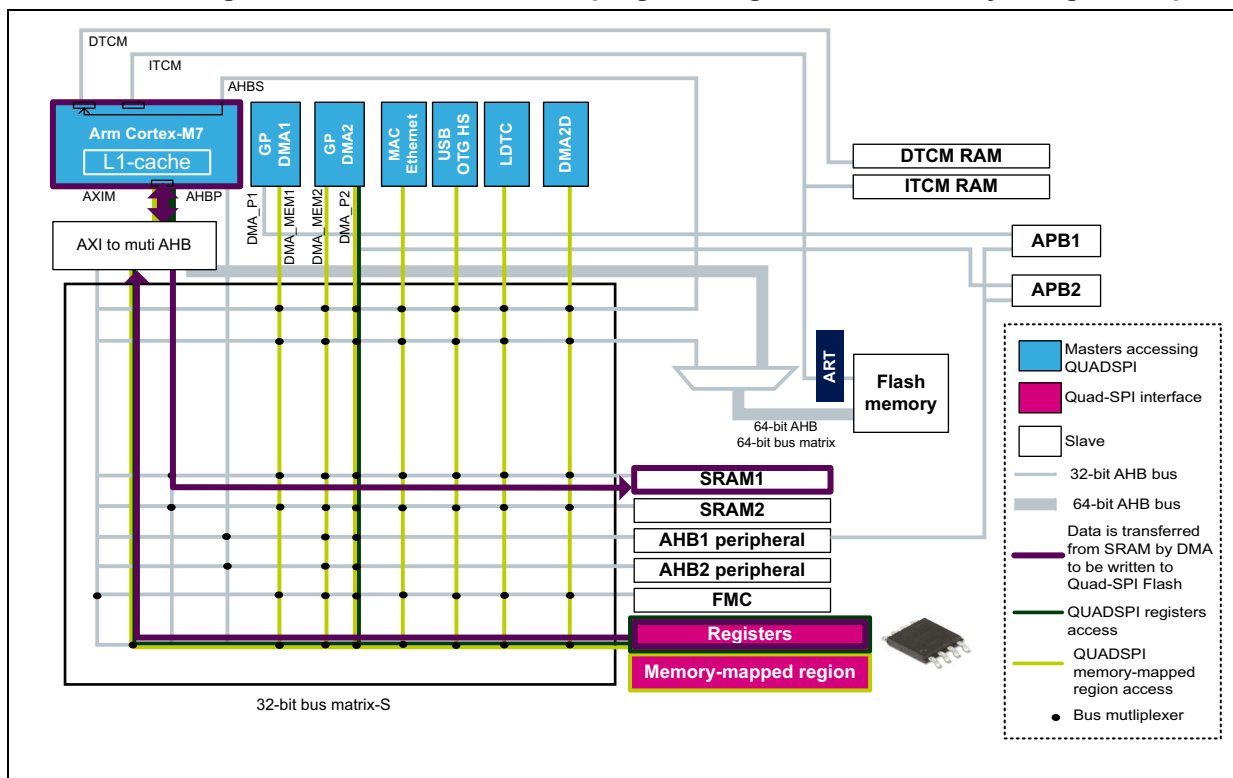 DTCM
ITCM
AHBS
Arm Cortex-M7
L1-cache
GP
DMA1
GP
DMA2
MAC
Ethernet
USB
OTG HS
LDTC
DMA2D
DTCM RAM
ITCM RAM
AXIM
AHBP
DMA_P1
DMA_MEM1
DMA_MEM2
DMA_P2
AXI to muti AHB
APB1
APB2
ART
Flash
memory
64-bit AHB
64-bit bus matrix
SRAM1
SRAM2
AHB1 peripheral
AHB2 peripheral
FMC
Registers
Memory-mapped region
32-bit bus matrix-S
Masters accessing
QUADSPI
Quad-SPI interface
Slave
32-bit AHB bus
64-bit AHB bus
Data is transferred
from SRAM by DMA
to be written to
Quad-SPI Flash
QUADSPI registers
access
QUADSPI
memory-mapped
region access
Bus mutliplexer